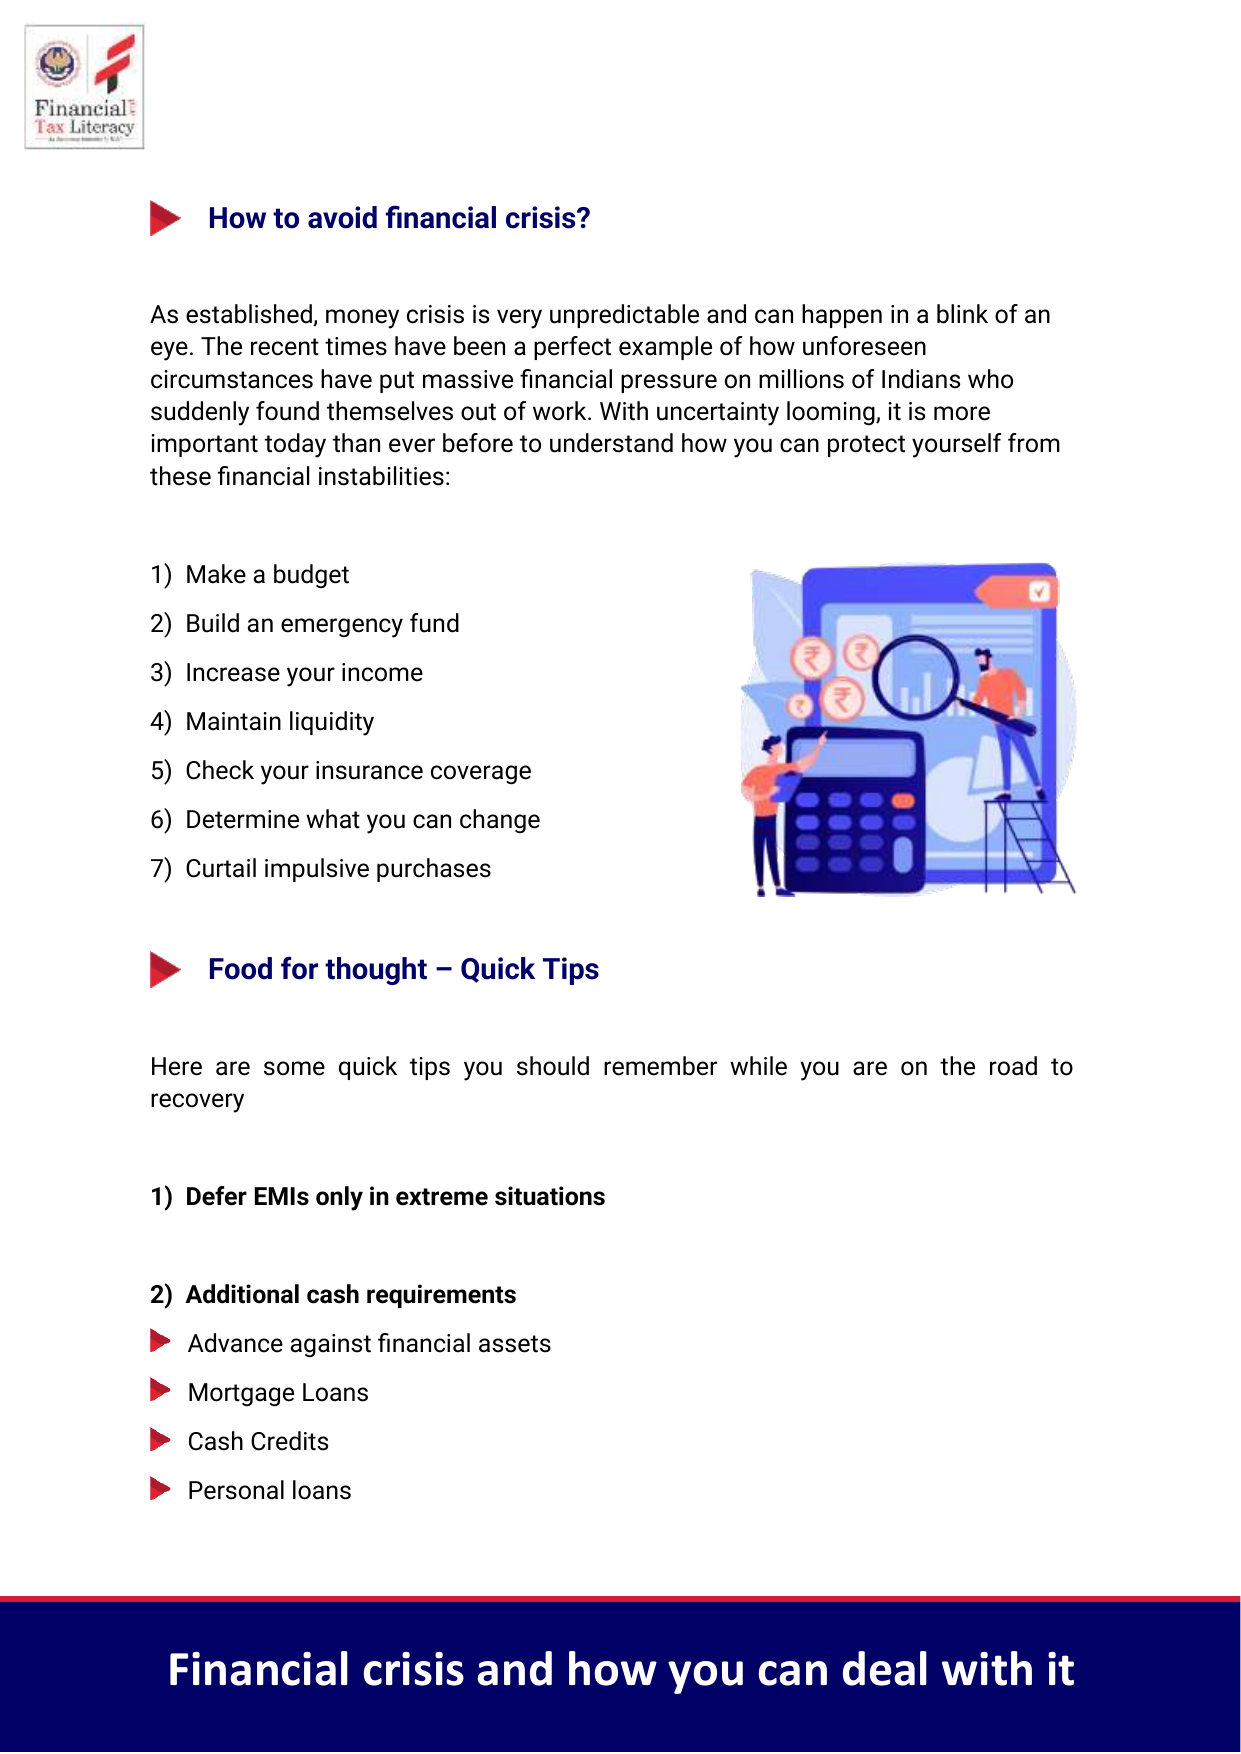 Financial
Tax Literacy
How to avoid financial crisis?
As established, money crisis is very unpredictable and can happen in a blink of an
eye. The recent times have been a perfect example of how unforeseen
circumstances have put massive financial pressure on millions of Indians who
suddenly found themselves out of work. With uncertainty looming, it is more
important today than ever before to understand how you can protect yourself from
these financial instabilities:
1) Make a budget
2) Build an emergency fund
3) Increase your income
4) Maintain liquidity
5) Check your insurance coverage
6) Determine what you can change
7) Curtail impulsive purchases
₹ ₹
₹ ₹
Food for thought – Quick Tips
Here are some quick tips you should remember while you are on the road to
recovery
1) Defer EMIs only in extreme situations
2) Additional cash requirements
Advance against financial assets
Mortgage Loans
Cash Credits
Personal loans
Financial crisis and how you can deal with it